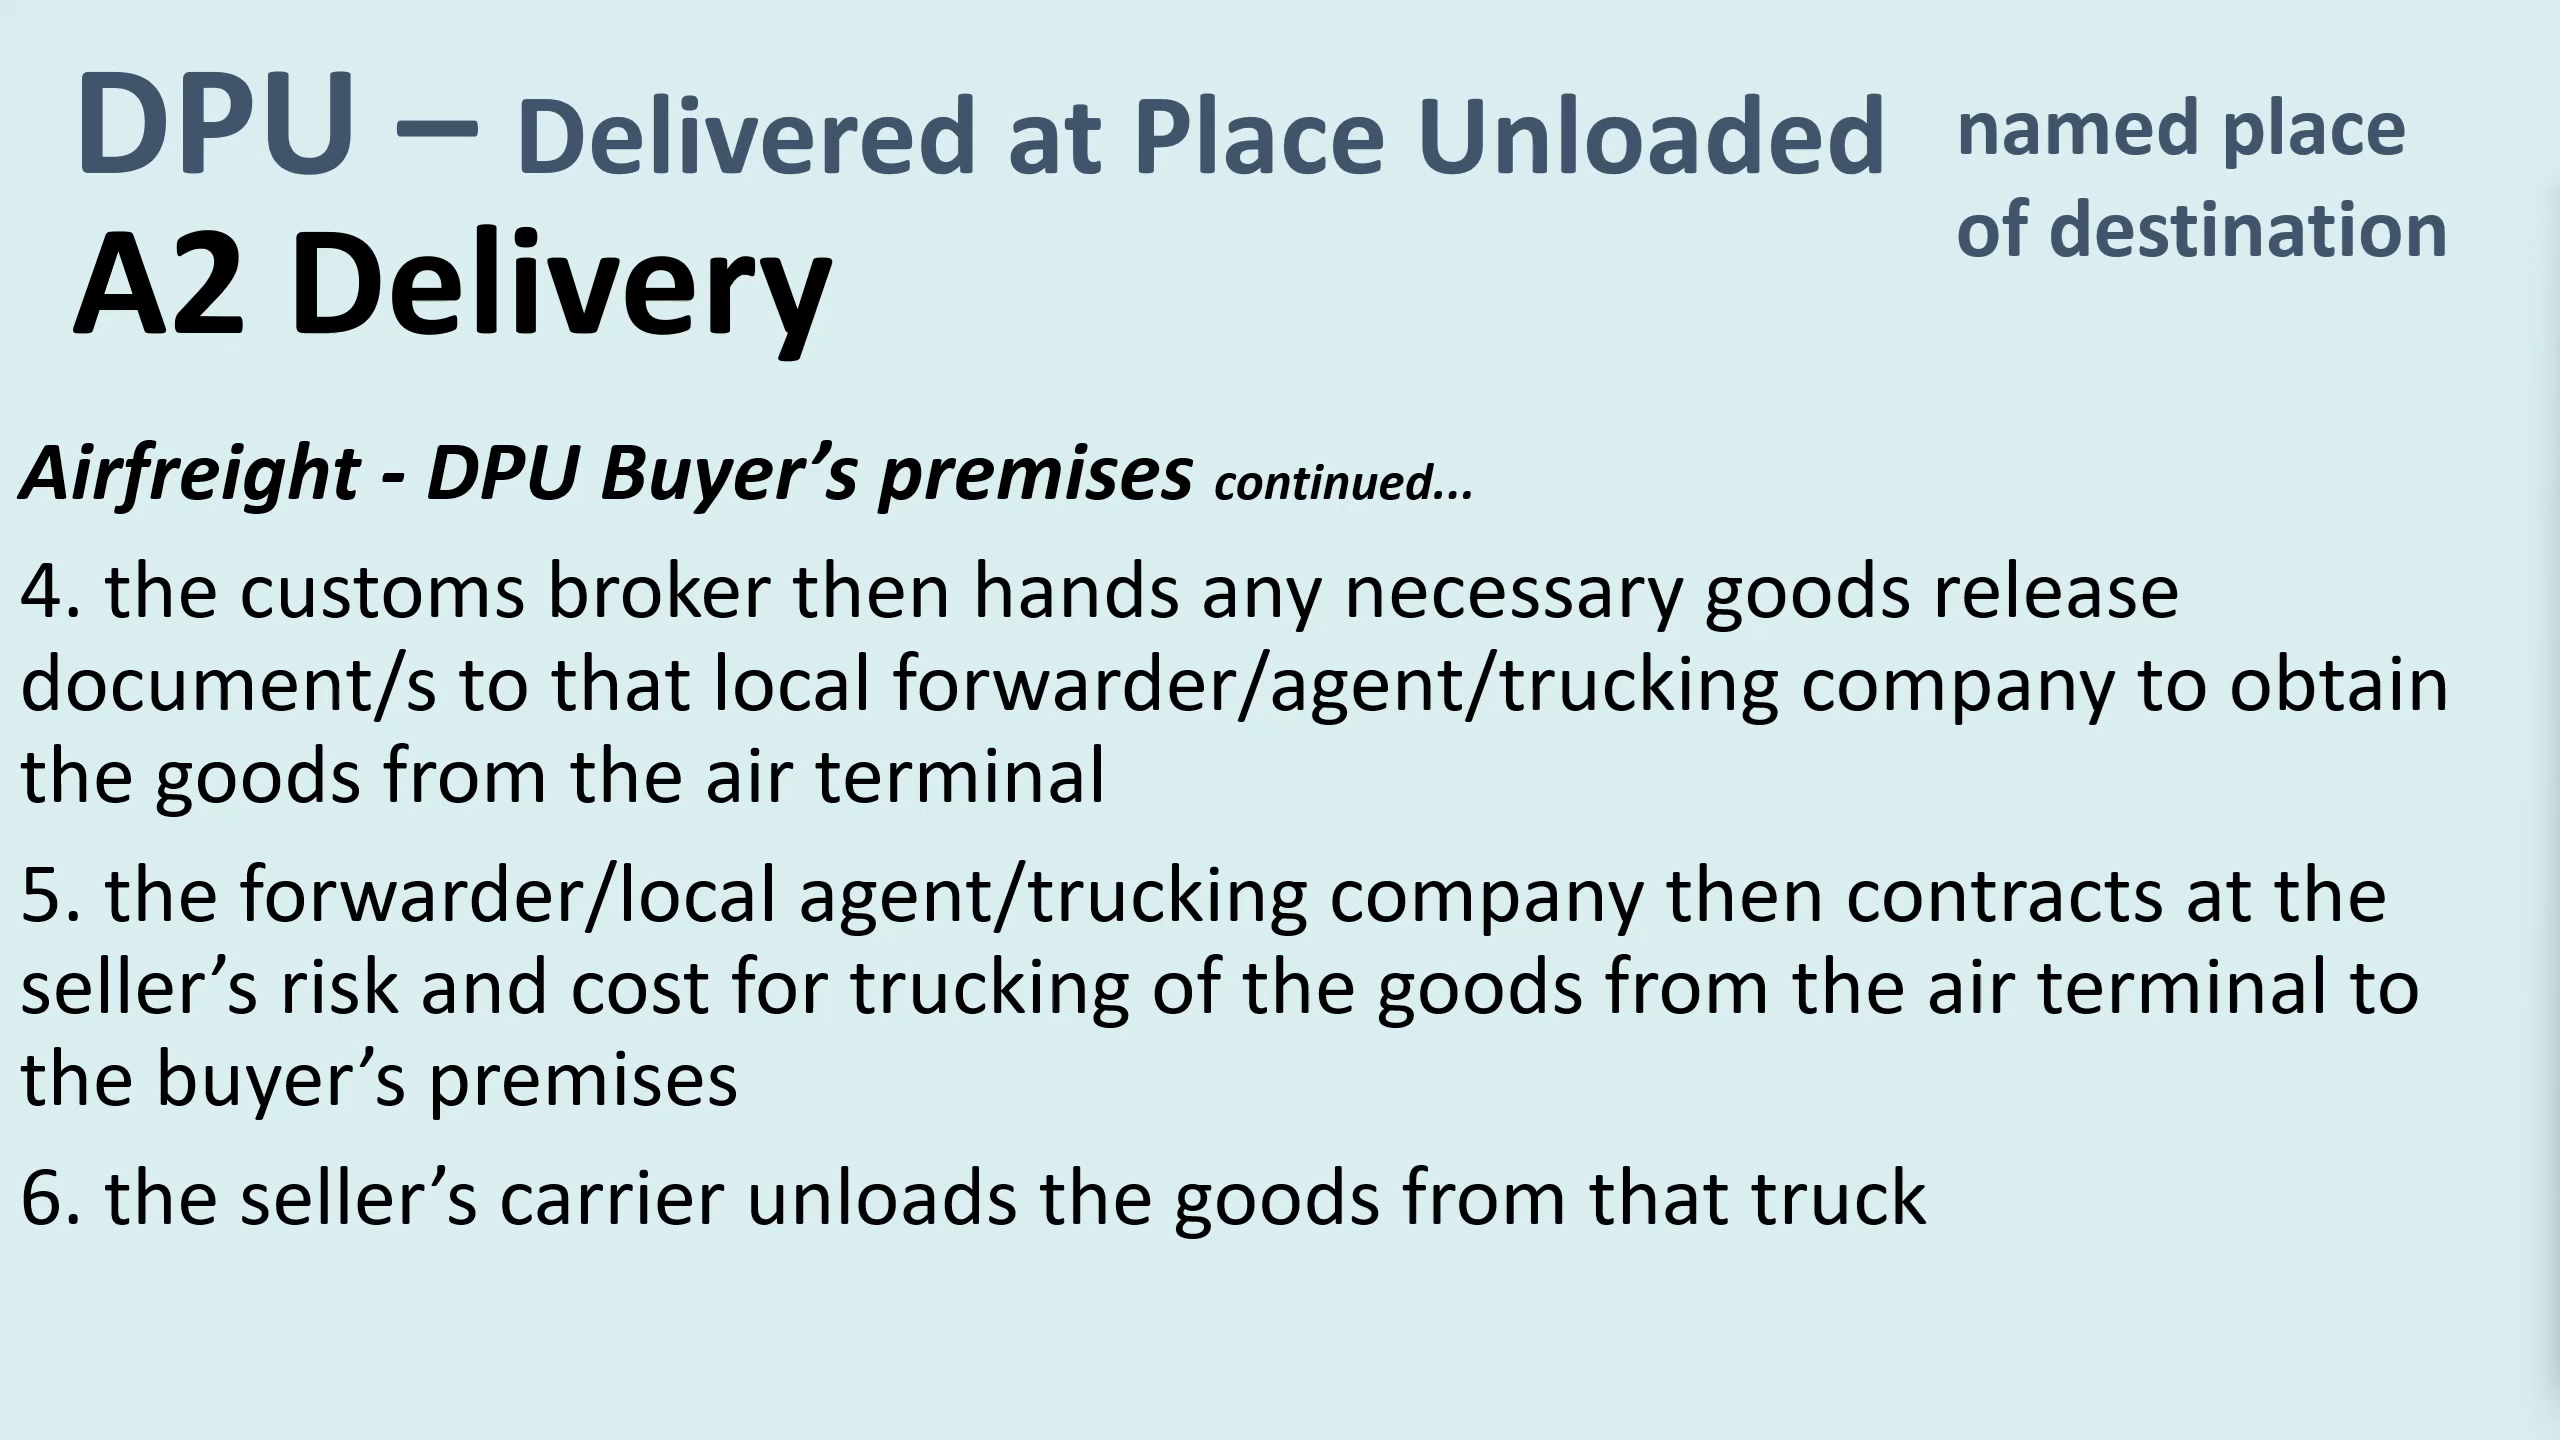 DPU – Delivered at Place Unloaded
named place
of destination
A2 Delivery
Airfreight - DPU Buyer’s premises continued...
4. the customs broker then hands any necessary goods release
document/s to that local forwarder/agent/trucking company to obtain
the goods from the air terminal
5. the forwarder/local agent/trucking company then contracts at the
seller’s risk and cost for trucking of the goods from the air terminal to
the buyer’s premises
6. the seller’s carrier unloads the goods from that truck